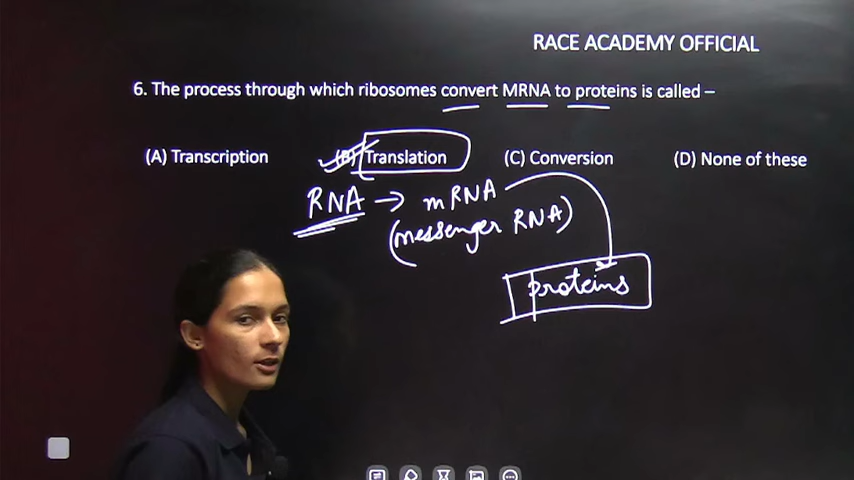 RACE ACADEMY OFFICIAL
6. The process through which ribosomes convert MRNA to proteins is called –
(A) Transcription (B) Translation (C) Conversion (D) None of these
RNA → mRNA
(messenger RNA)
proteins